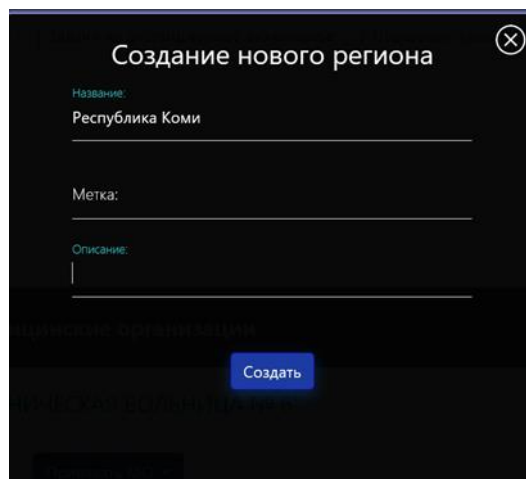 Создание нового региона
Название:
Республика Коми
Метка:
Описание:
Создать